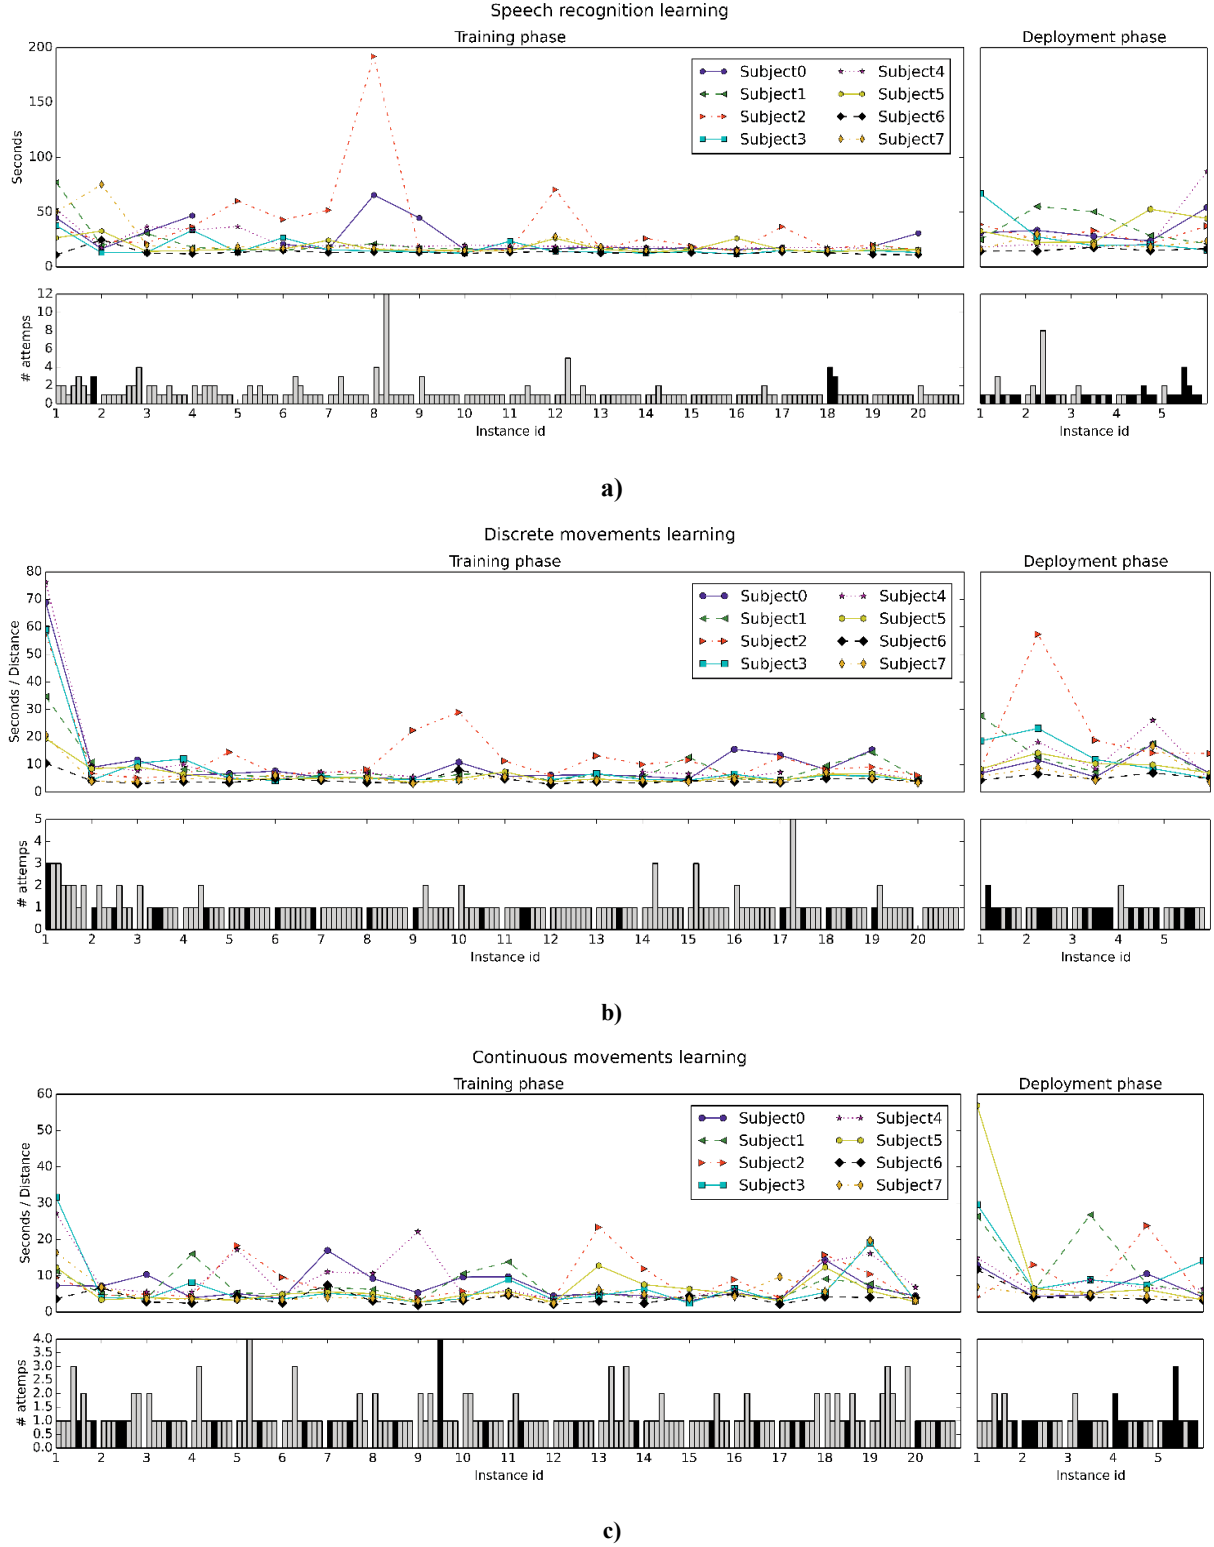 Speech recognition learning
Training phase
Deployment phase
200
150
100
50
0
Seconds
Subject0
Subject1
Subject2
Subject3
Subject4
Subject5
Subject6
Subject7
12
10
8
6
4
2
0
# attemps
1 2 3 4 5 6 7 8 9 10 11 12 13 14 15 16 17 18 19 20
Instance id
1 2 3 4 5
Instance id
a)
Discrete movements learning
Training phase
Deployment phase
80
70
60
50
40
30
20
10
0
Seconds / Distance
Subject0
Subject1
Subject2
Subject3
Subject4
Subject5
Subject6
Subject7
5
4
3
2
1
0
# attemps
1 2 3 4 5 6 7 8 9 10 11 12 13 14 15 16 17 18 19 20
Instance id
1 2 3 4 5
Instance id
b)
Continuous movements learning
Training phase
Deployment phase
60
50
40
30
20
10
0
Seconds / Distance
Subject0
Subject1
Subject2
Subject3
Subject4
Subject5
Subject6
Subject7
4.0
3.5
3.0
2.5
2.0
1.5
1.0
0.5
0.0
# attemps
1 2 3 4 5 6 7 8 9 10 11 12 13 14 15 16 17 18 19 20
Instance id
1 2 3 4 5
Instance id
c)